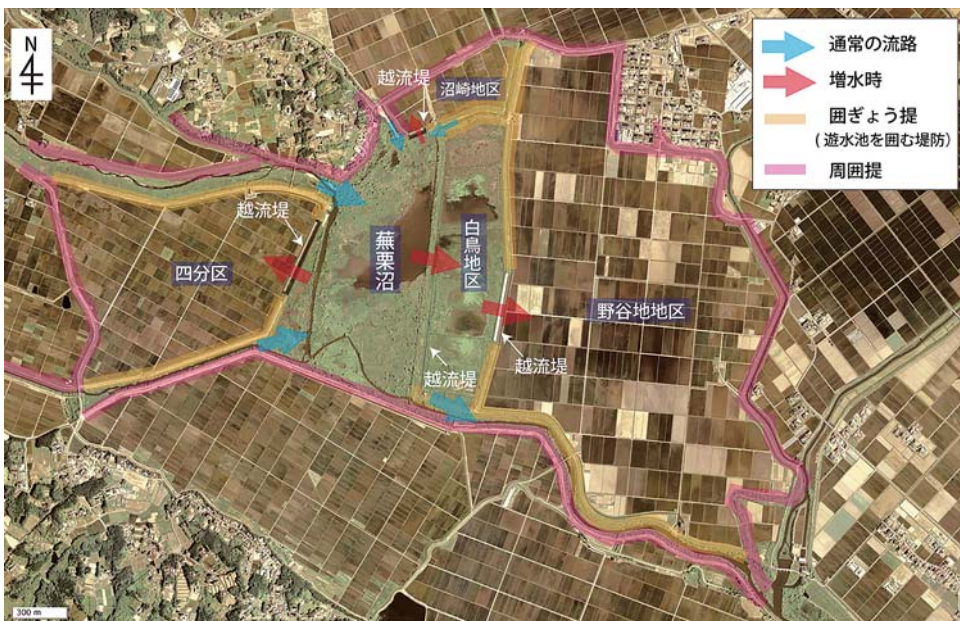 N
越流堤
沼崎地区
通常の流路
増水時
囲ぎょう提
(遊水池を囲む堤防)
周囲提
越流堤
四分区
蕪栗沼
白鳥地区
野谷地地区
越流堤
越流堤
300 m